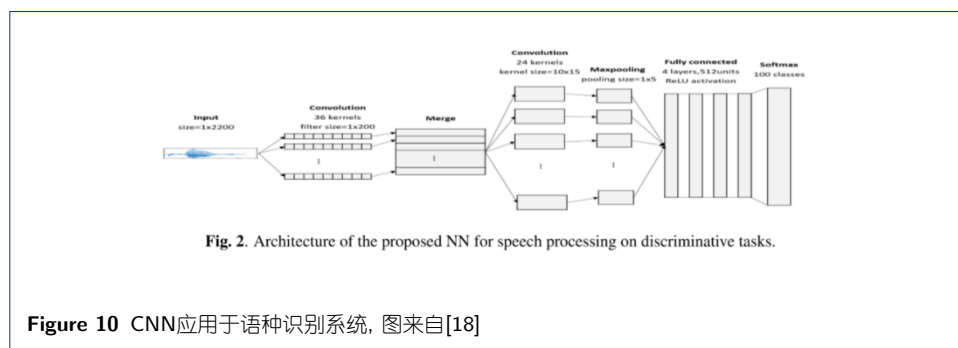 Input
size=1x2200
Convolution
36 kernels
filter size=1x200
Merge
Convolution
24 kernels
kernel size=10x15
Maxpooling
pooling size=1x5
Fully connected
4 layers,512units
ReLU activation
Softmax
100 classes
Fig. 2. Architecture of the proposed NN for speech processing on discriminative tasks.
Figure 10 CNN应用于语种识别系统, 图来自[18]